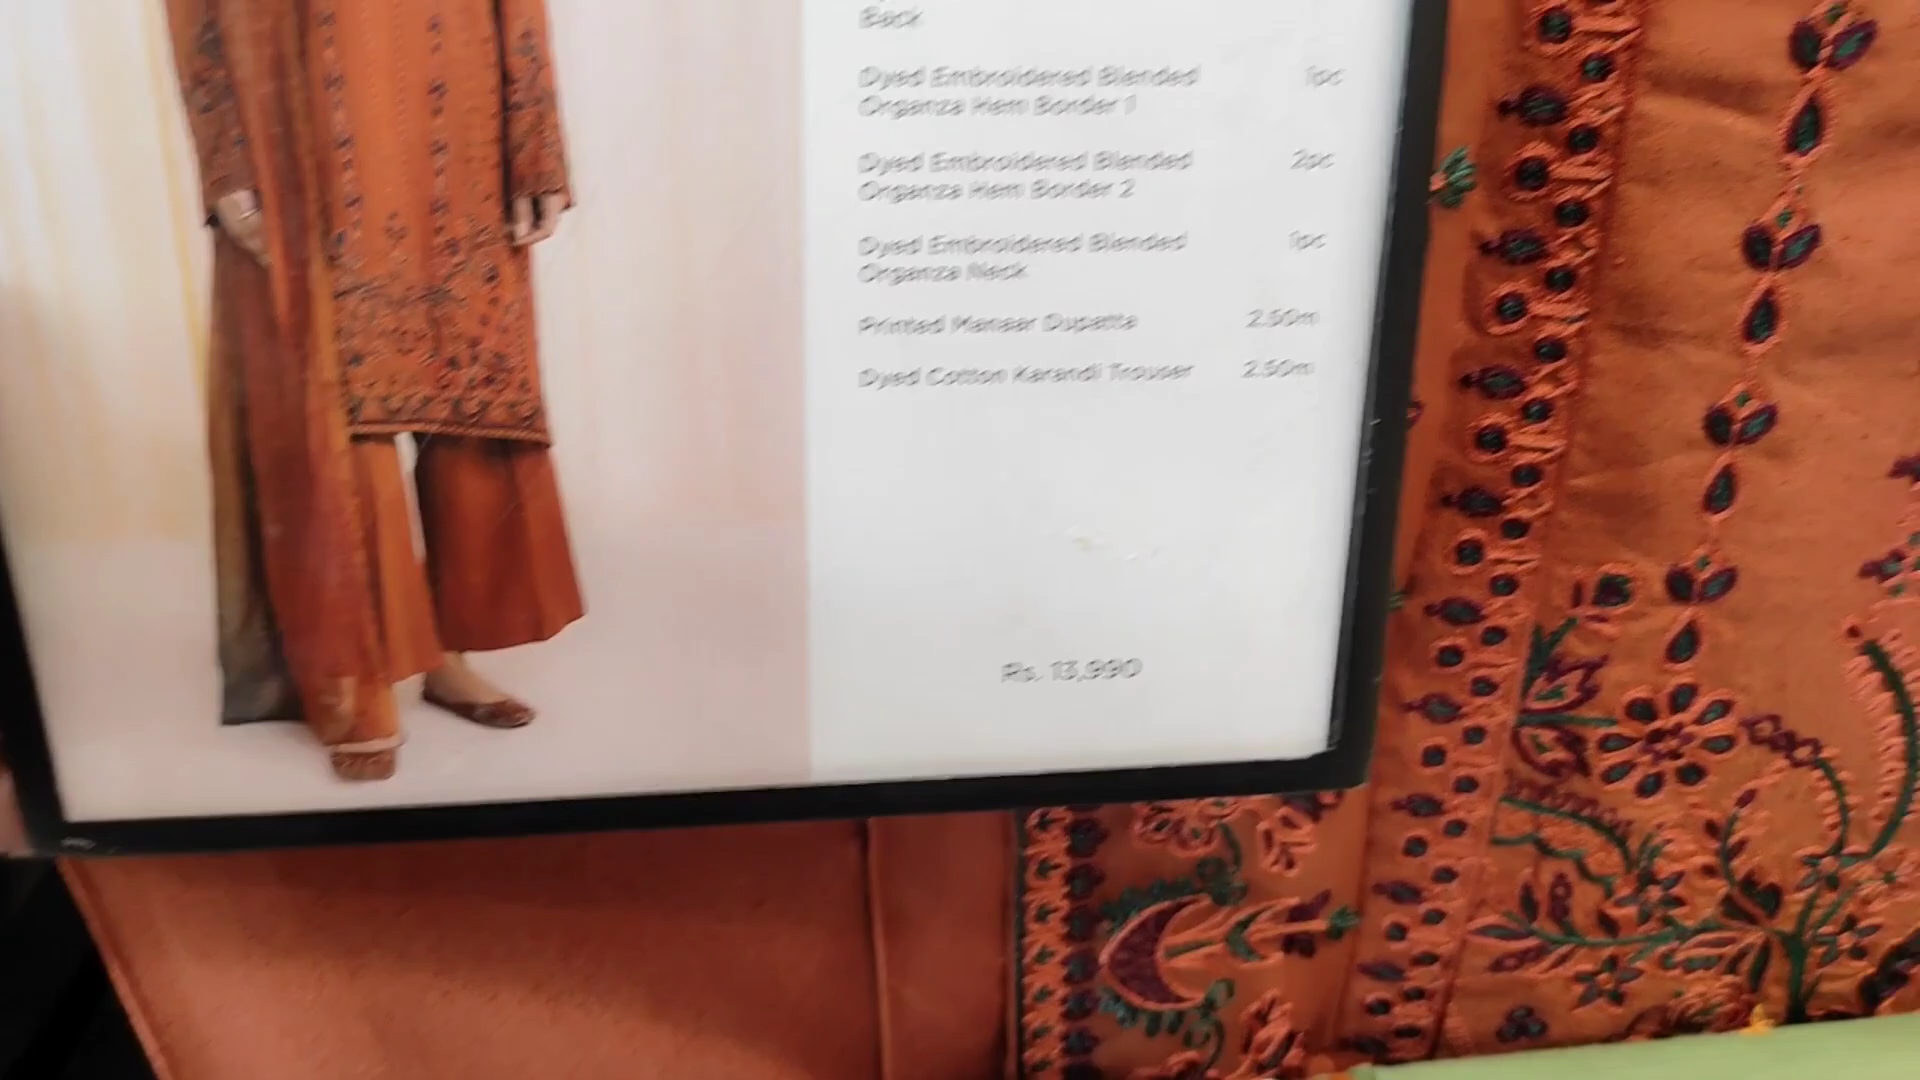 Back
Dyed Embroidered Blended 1pc
Organza Hem Border 1
Dyed Embroidered Blended 2pc
Organza Hem Border 2
Dyed Embroidered Blended 1pc
Organza Neck
Printed Manaar Dupatta 2.50m
Dyed Cotton Karandi Trouser 2.50m
Rs. 13,990